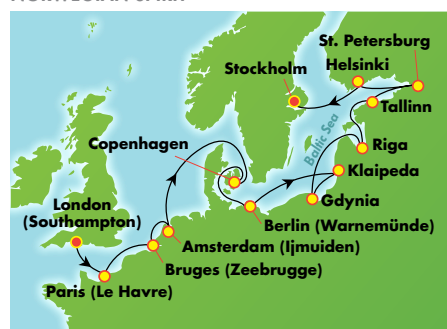 St. Petersburg
Helsinki
Stockholm
Tallinn
Baltic Sea
Copenhagen
Riga
Klaipeda
London
(Southampton)
Gdynia
Berlin (Warnemünde)
Amsterdam (Ijmuiden)
Bruges (Zeebrugge)
Paris (Le Havre)